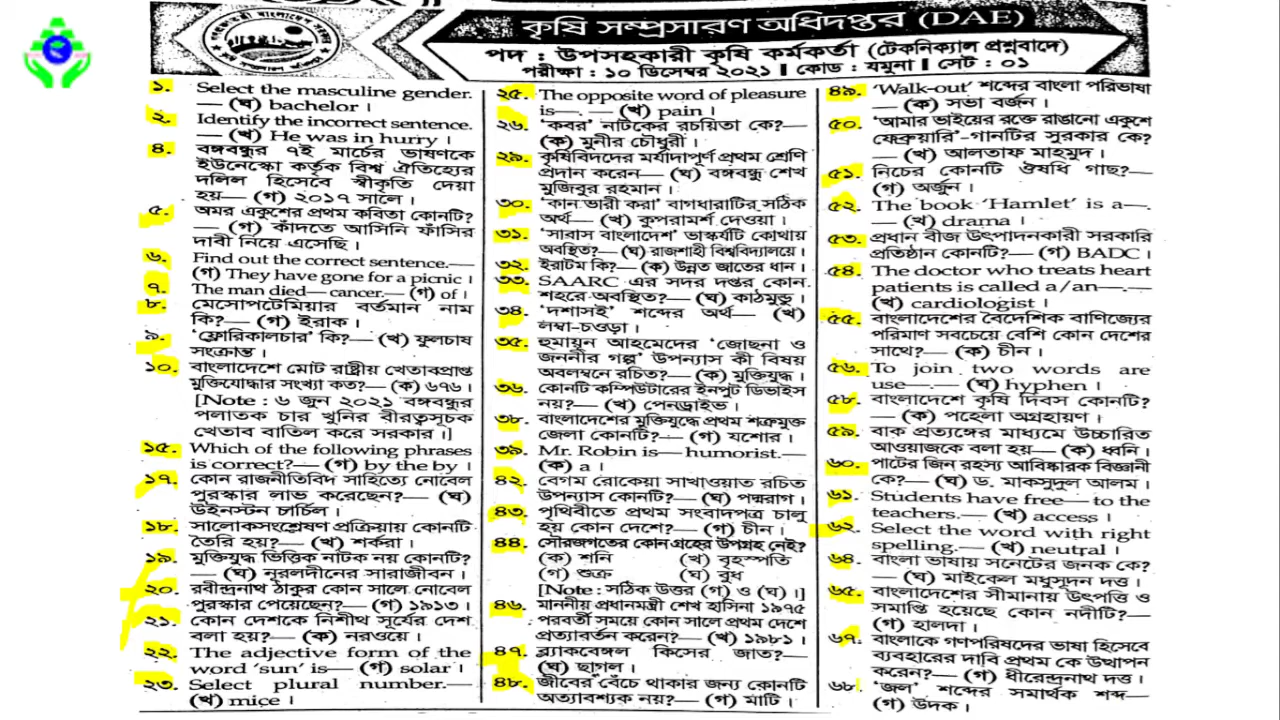 কৃষি সম্প্রসারণ অধিদপ্তর (DAE)
পদ : উপসহকারী কৃষি কর্মকর্তা (টেকনিক্যাল প্রশ্নবাদে)
পরীক্ষা : ১০ ডিসেম্বর ২০২১ ॥ কোড : যমুনা ॥ সেট : ০১
১. Select the masculine gender.
— (ঘ) bachelor ।
২. Identify the incorrect sentence.
— (খ) He was in hurry ।
৪. বঙ্গবন্ধুর ৭ই মার্চের ভাষণকে
ইউনেস্কো কর্তৃক বিশ্ব ঐতিহ্যের
দলিল হিসেবে স্বীকৃতি দেয়া
হয়— (গ) ২০১৭ সালে ।
৫. অমর একুশের প্রথম কবিতা কোনটি?
— (গ) কাঁদতে আসিনি ফাঁসির
দাবী নিয়ে এসেছি ।
৬. Find out the correct sentence.—
(গ) They have gone for a picnic ।
৭. The man died— cancer.— (গ) of ।
৮. মেসোপটেমিয়ার বর্তমান নাম
কি?— (গ) ইরাক ।
৯. ‘ফ্লোরিকালচার’ কি?— (খ) ফুলচাষ
সংক্রান্ত ।
১০. বাংলাদেশে মোট রাষ্ট্রীয় খেতাবপ্রাপ্ত
মুক্তিযোদ্ধার সংখ্যা কত?— (ক) ৬৭৬ ।
[Note : ৬ জুন ২০২১ বঙ্গবন্ধুর
পলাতক চার খুনির বীরত্বসূচক
খেতাব বাতিল করে সরকার ।]
১৫. Which of the following phrases
is correct?— (গ) by the by ।
১৭. কোন রাজনীতিবিদ সাহিত্যে নোবেল
পুরস্কার লাভ করেছেন?— (ঘ)
উইনস্টন চার্চিল ।
১৮. সালোকসংশ্লেষণ প্রক্রিয়ায় কোনটি
তৈরি হয়?— (খ) শর্করা ।
১৯. মুক্তিযুদ্ধ ভিত্তিক নাটক নয় কোনটি?
— (ঘ) নূরলদীনের সারাজীবন ।
২০. রবীন্দ্রনাথ ঠাকুর কোন সালে নোবেল
পুরস্কার পেয়েছেন?— (গ) ১৯১৩ ।
২১. কোন দেশকে নিশীথ সূর্যের দেশ
বলা হয়?— (ক) নরওয়ে ।
২২. The adjective form of the
word ‘sun’ is— (গ) solar ।
২৩. Select plural number.—
(খ) mice ।
২৫. The opposite word of pleasure
is—. — (খ) pain ।
২৬. ‘কবর’ নাটকের রচয়িতা কে?—
(ক) মুনীর চৌধুরী ।
২৯. কৃষিবিদদের মর্যাদাপূর্ণ প্রথম শ্রেণি
প্রদান করেন— (ঘ) বঙ্গবন্ধু শেখ
মুজিবুর রহমান ।
৩০. ‘কান ভারী করা’ বাগধারাটির সঠিক
অর্থ— (খ) কুপরামর্শ দেওয়া ।
৩১. ‘সারাস বাংলাদেশ’ ভাস্কর্যটি কোথায়
অবস্থিত?— (ঘ) রাজশাহী বিশ্ববিদ্যালয়ে ।
৩২. ইরাটম কি?— (ক) উন্নত জাতের ধান ।
৩৩. SAARC এর সদর দপ্তর কোন
শহরে অবস্থিত?— (ঘ) কাঠমুন্ডু ।
৩৪. ‘দশাসই’ শব্দের অর্থ— (খ)
লম্বা-চওড়া ।
৩৫. হুমায়ূন আহমেদের ‘জোছনা ও
জননীর গল্প’ উপন্যাস কী বিষয়
অবলম্বনে রচিত?— (ক) মুক্তিযুদ্ধ ।
৩৬. কোনটি কম্পিউটারের ইনপুট ডিভাইস
নয়?— (খ) পেনড্রাইভ ।
৩৮. বাংলাদেশের মুক্তিযুদ্ধে প্রথম শত্রুমুক্ত
জেলা কোনটি?— (গ) যশোর ।
৩৯. Mr. Robin is— humorist.—
(ক) a ।
৪২. বেগম রোকেয়া সাখাওয়াত রচিত
উপন্যাস কোনটি?— (ঘ) পদ্মরাগ ।
৪৩. পৃথিবীতে প্রথম সংবাদপত্র চালু
হয় কোন দেশে?— (গ) চীন ।
৪৪. সৌরজগতের কোন গ্রহের উপগ্রহ নেই?
(ক) শনি (খ) বৃহস্পতি
(গ) শুক্র (ঘ) বুধ
[Note : সঠিক উত্তর (গ) ও (ঘ) ।]
৪৬. মাননীয় প্রধানমন্ত্রী শেখ হাসিনা ১৯৭৫
পরবর্তী সময়ে কোন সালে প্রথম দেশে
প্রত্যাবর্তন করেন?— (খ) ১৯৮১ ।
৪৭. ব্ল্যাকবেঙ্গল কিসের জাত?—
(ঘ) ছাগল ।
৪৮. জীবের বেঁচে থাকার জন্য কোনটি
অত্যাবশ্যক নয়?— (গ) মাটি ।
৪৯. ‘Walk-out’ শব্দের বাংলা পরিভাষা
— (ক) সভা বর্জন ।
৫০. ‘আমার ভাইয়ের রক্তে রাঙানো একুশে
ফেব্রুয়ারি’-গানটির সুরকার কে?
— (খ) আলতাফ মাহমুদ ।
৫১. নিচের কোনটি ঔষধি গাছ?—
(গ) অর্জুন ।
৫২. The book ‘Hamlet’ is a—.
— (খ) drama ।
৫৩. প্রধান বীজ উৎপাদনকারী সরকারি
প্রতিষ্ঠান কোনটি?— (গ) BADC ।
৫৪. The doctor who treats heart
patients is called a/an—.—
(খ) cardiologist ।
৫৫. বাংলাদেশের বৈদেশিক বাণিজ্যের
পরিমাণ সবচেয়ে বেশি কোন দেশের
সাথে?— (ক) চীন ।
৫৬. To join two words are
use—.— (ঘ) hyphen ।
৫৮. বাংলাদেশে কৃষি দিবস কোনটি?
— (ক) পহেলা অগ্রহায়ণ ।
৫৯. বাক প্রত্যঙ্গের মাধ্যমে উচ্চারিত
আওয়াজকে বলা হয়— (ক) ধ্বনি ।
৬০. পাটের জিন রহস্য আবিষ্কারক বিজ্ঞানী
কে?— (ঘ) ড. মাকসুদুল আলম ।
৬১. Students have free— to the
teachers.— (খ) access ।
৬২. Select the word with right
spelling.— (খ) neutral ।
৬৪. বাংলা ভাষায় সনেটের জনক কে?
— (ঘ) মাইকেল মধুসূদন দত্ত ।
৬৫. বাংলাদেশের সীমানায় উৎপত্তি ও
সমাপ্তি হয়েছে কোন নদীটি?—
(গ) হালদা ।
৬৭. বাংলাকে গণপরিষদের ভাষা হিসেবে
ব্যবহারের দাবি প্রথম কে উত্থাপন
করেন?— (গ) ধীরেন্দ্রনাথ দত্ত ।
৬৮. ‘জল’ শব্দের সমার্থক শব্দ—
(গ) উদক ।